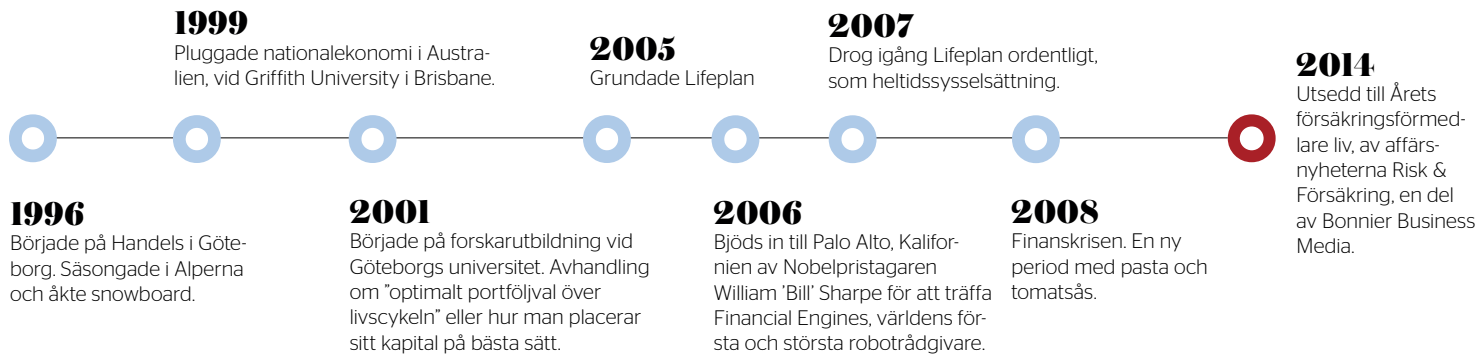 1996
Började på Handels i Göte-
borg. Säsongade i Alperna
och åkte snowboard.
1999
Pluggade nationalekonomi i Austra-
lien, vid Griffith University i Brisbane.
2001
Började på forskarutbildning vid
Göteborgs universitet. Avhandling
om ”optimalt portföljval över
livscykeln” eller hur man placerar
sitt kapital på bästa sätt.
2005
Grundade Lifeplan
2006
Bjöds in till Palo Alto, Kalifor-
nien av Nobelpristagaren
William ’Bill’ Sharpe för att träffa
Financial Engines, världens för-
sta och största robotrådgivare.
2007
Drog igång Lifeplan ordentligt,
som heltidssysselsättning.
2008
Finanskrisen. En ny
period med pasta och
tomatsås.
2014
Utsedd till Årets
försäkringsförmed-
lare liv, av affärs-
nyheterna Risk &
Försäkring, en del
av Bonnier Business
Media.